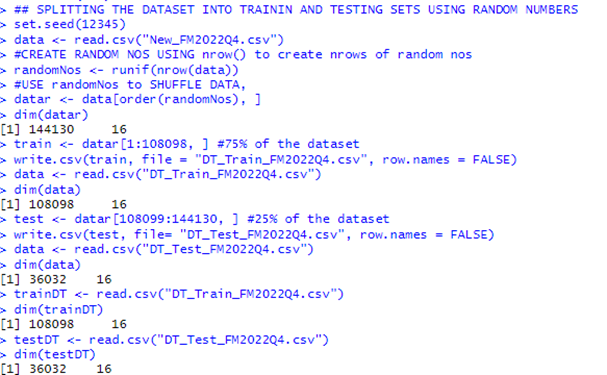 > ## SPLITTING THE DATASET INTO TRAININ AND TESTING SETS USING RANDOM NUMBERS
> set.seed(12345)
> data <- read.csv("New_FM2022Q4.csv")
> #CREATE RANDOM NOS USING nrow() to create nrows of random nos
> randomNos <- runif(nrow(data))
> #USE randomNos to SHUFFLE DATA,
> datar <- data[order(randomNos), ]
> dim(datar)
[1] 144130     16
> train <- datar[1:108098, ] #75% of the dataset
> write.csv(train, file = "DT_Train_FM2022Q4.csv", row.names = FALSE)
> data <- read.csv("DT_Train_FM2022Q4.csv")
> dim(data)
[1] 108098     16
> test <- datar[108099:144130, ] #25% of the dataset
> write.csv(test, file= "DT_Test_FM2022Q4.csv", row.names = FALSE)
> data <- read.csv("DT_Test_FM2022Q4.csv")
> dim(data)
[1] 36032    16
> trainDT <- read.csv("DT_Train_FM2022Q4.csv")
> dim(trainDT)
[1] 108098     16
> testDT <- read.csv("DT_Test_FM2022Q4.csv")
> dim(testDT)
[1] 36032    16